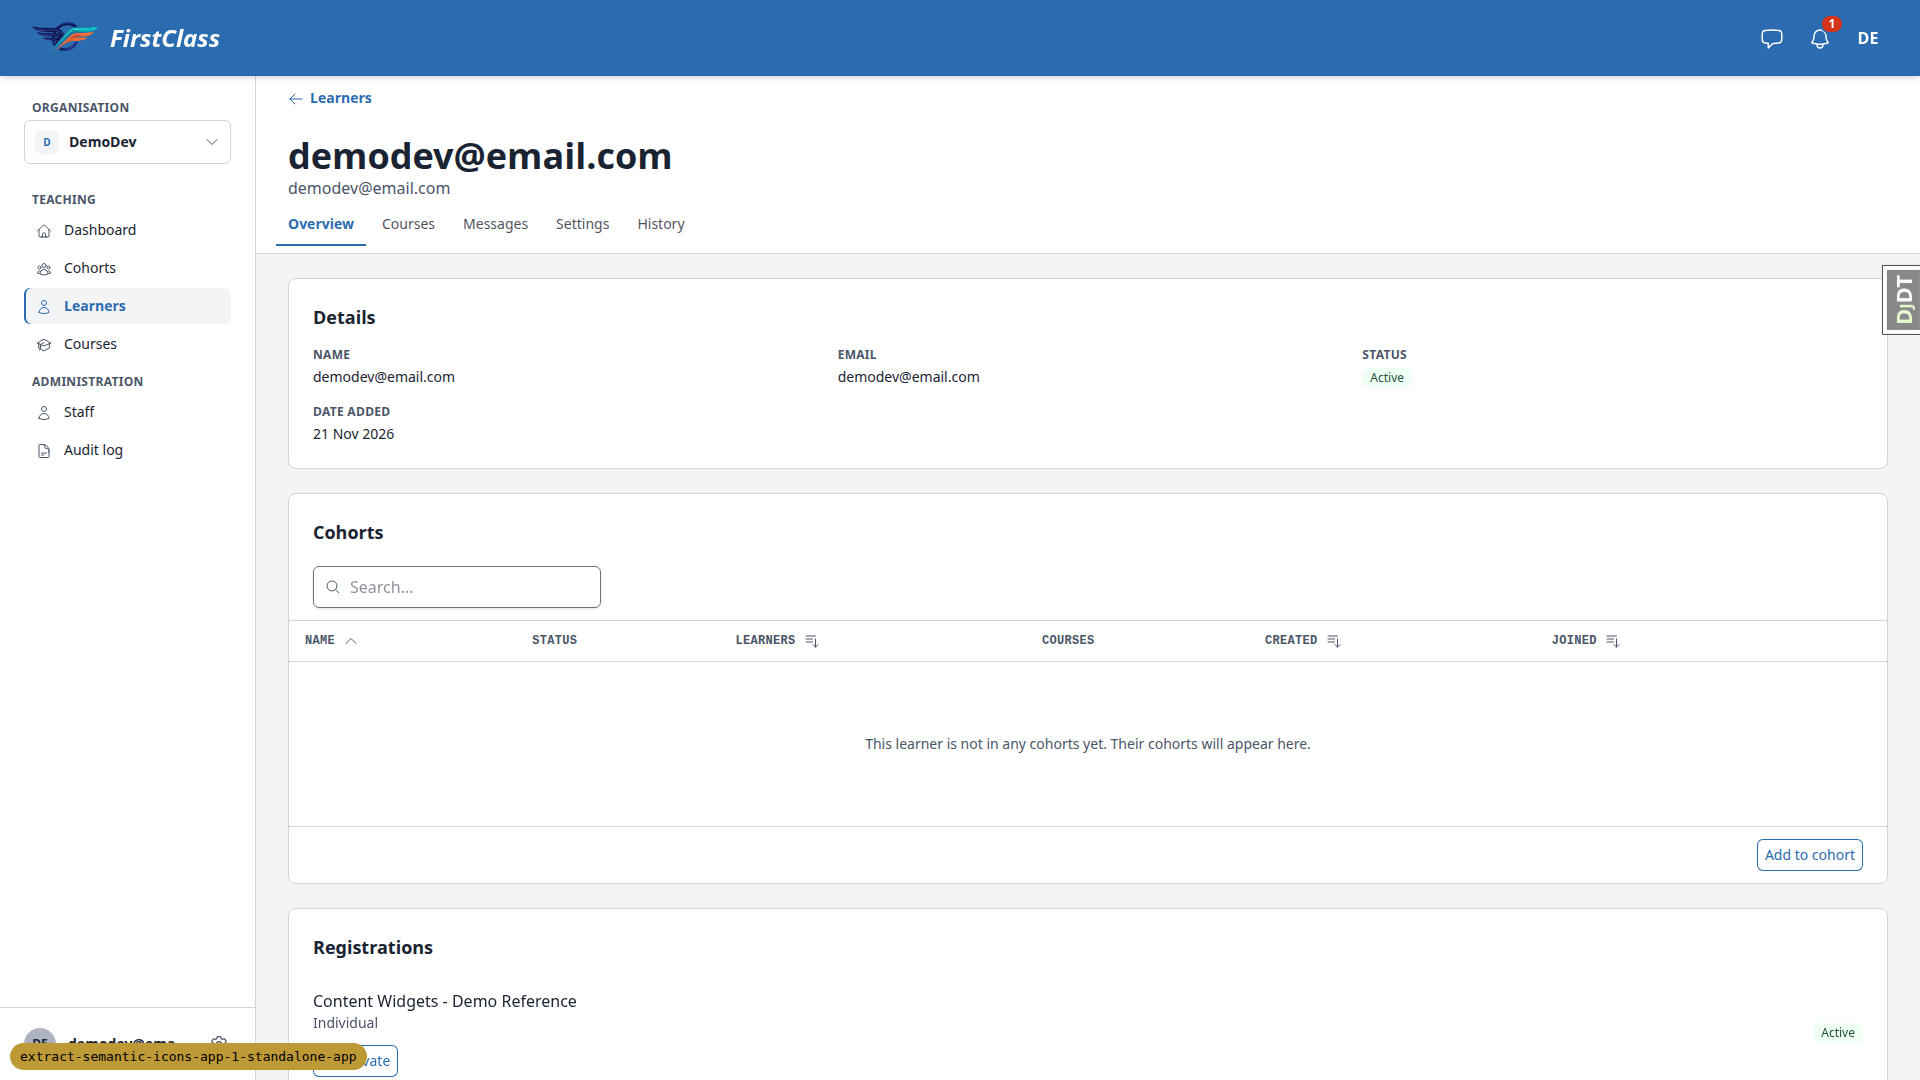 FirstClass
1
DE
ORGANISATION
D DemoDev
TEACHING
Dashboard
Cohorts
Learners
Courses
ADMINISTRATION
Staff
Audit log
extract-semantic-icons-app-1-standalone-app
Learners
demodev@email.com
demodev@email.com
Overview Courses Messages Settings History
Details
NAME EMAIL STATUS
demodev@email.com demodev@email.com Active
DATE ADDED
21 Nov 2026
Cohorts
Search...
NAME STATUS LEARNERS COURSES CREATED JOINED
This learner is not in any cohorts yet. Their cohorts will appear here.
Add to cohort
Registrations
Content Widgets - Demo Reference
Individual
Active
DJDT